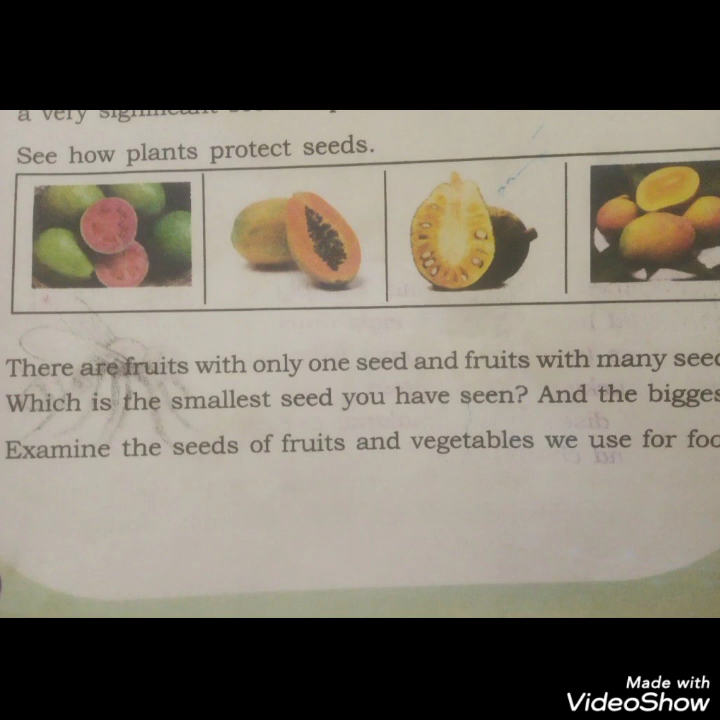 a very
See how plants protect seeds.
There are fruits with only one seed and fruits with many seed
Which is the smallest seed you have seen? And the bigges
Examine the seeds of fruits and vegetables we use for foo
Made with
VideoShow